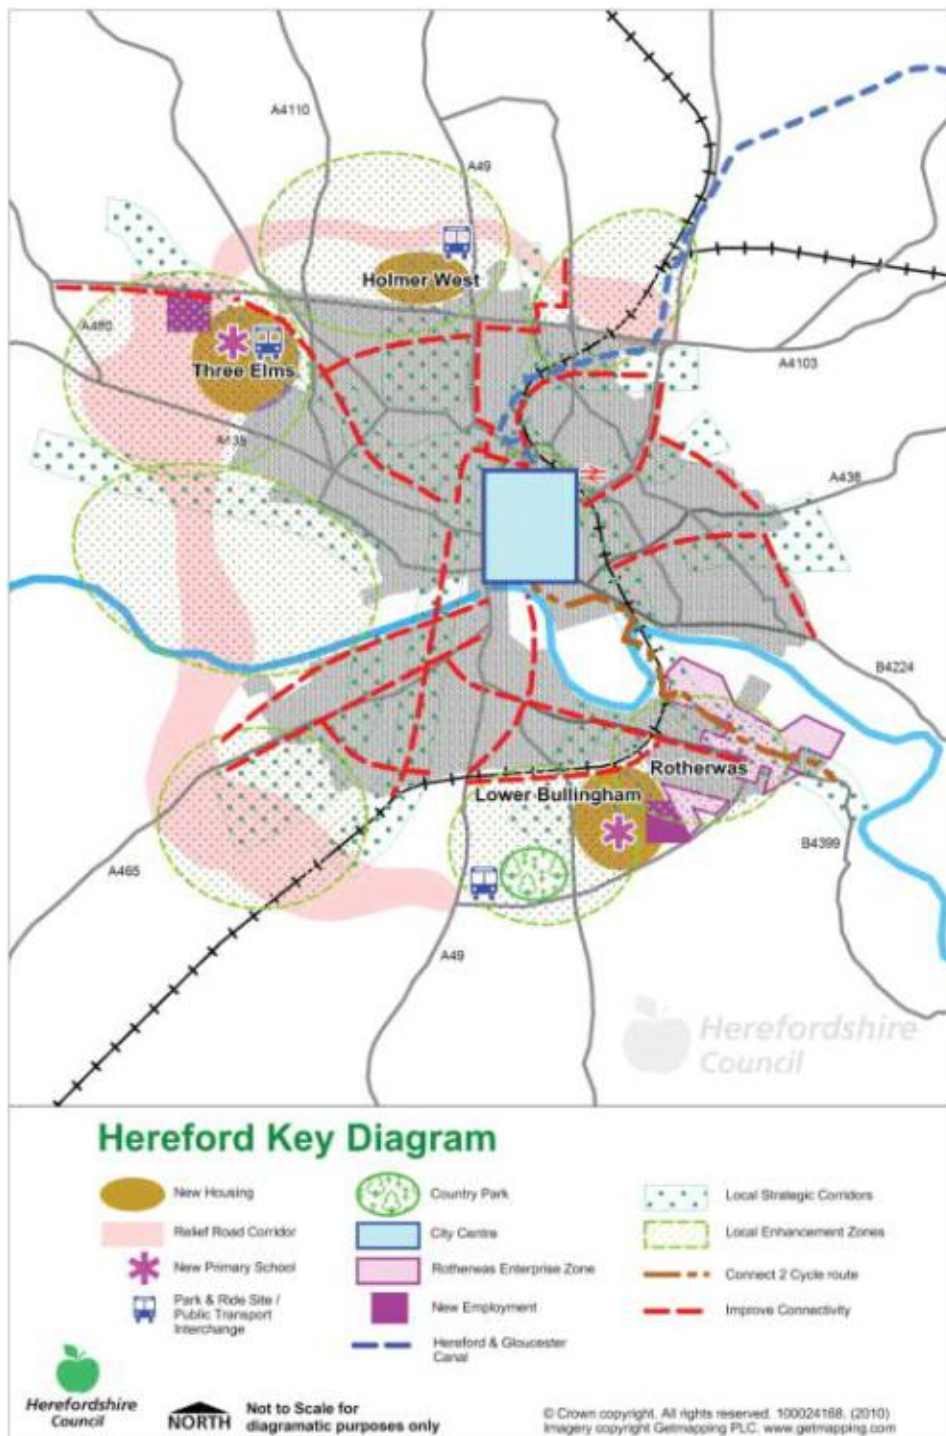 A4110
A49
Holmer West
A480
Three Elms
A4103
A438
A438
B4224
Rotherwas
Lower Bullingham
B4399
A465
A49
Herefordshire
Council
Hereford Key Diagram
New Housing
Relief Road Corridor
New Primary School
Park & Ride Site /
Public Transport
Interchange
Country Park
City Centre
Rotherwas Enterprise Zone
New Employment
Hereford & Gloucester
Canal
Local Strategic Corridors
Local Enhancement Zones
Connect 2 Cycle route
Improve Connectivity
Herefordshire
Council
NORTH
Not to Scale for
diagramatic purposes only
© Crown copyright. All rights reserved. 100024168. (2010)
Imagery copyright Getmapping PLC. www.getmapping.com